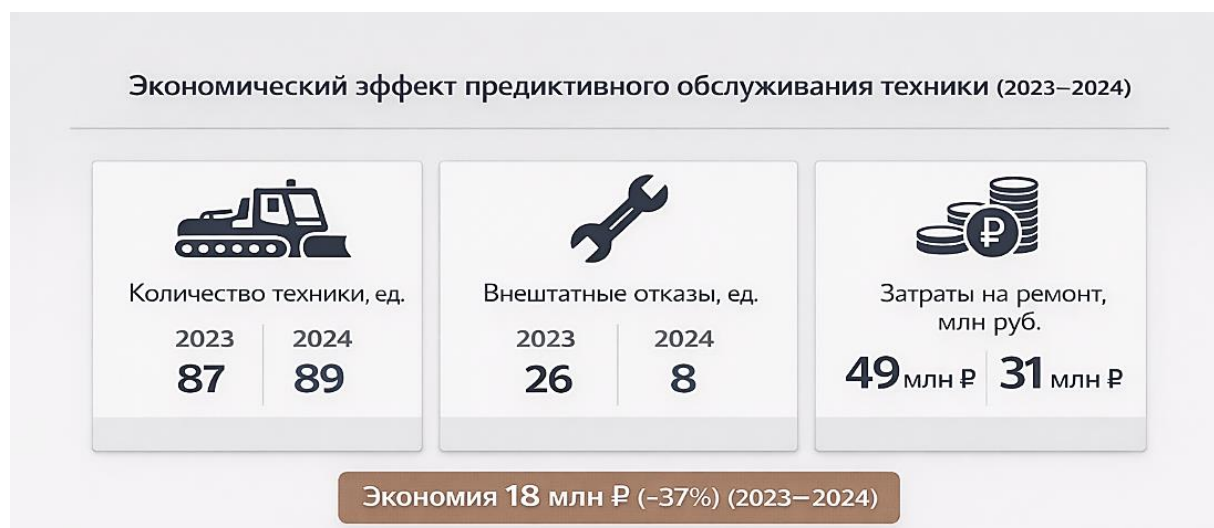 Экономический эффект предиктивного обслуживания техники (2023–2024)
Количество техники, ед.
2023 2024
87 89
Внештатные отказы, ед.
2023 2024
26 8
₽
Затраты на ремонт,
млн руб.
49 млн ₽ 31 млн ₽
Экономия 18 млн ₽ (-37%) (2023–2024)